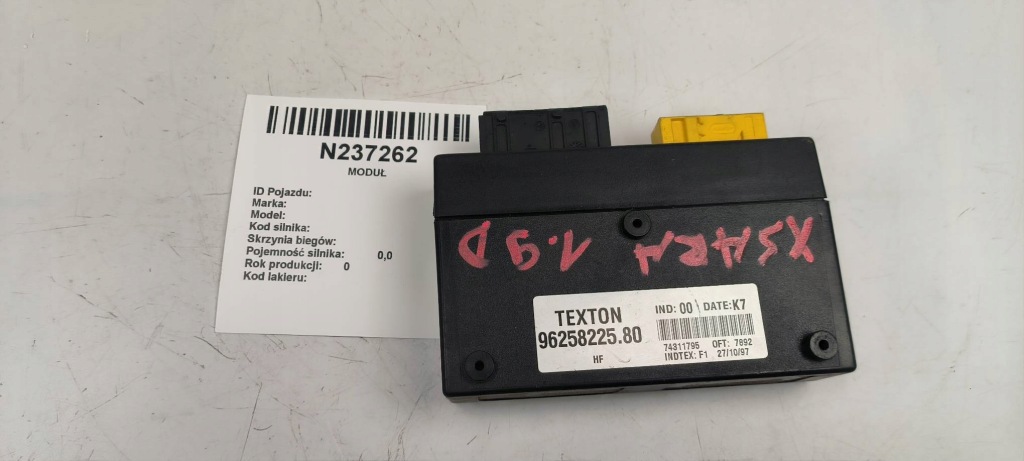 N237262
MODUŁ
ID Pojazdu:
Marka:
Model:
Kod silnika:
Skrzynia biegów:
Pojemność silnika: 0,0
Rok produkcji: 0
Kod lakieru:
XSARA 1.9D
TEXTON
96258225.80
HF
IND: 00 DATE: K7
74311795 OFT: 7892
INDTEX: F1 27/10/97